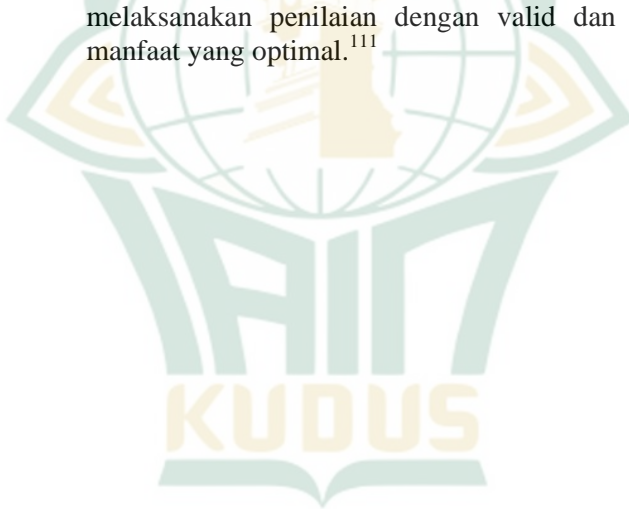 melaksanakan penilaian dengan valid dan
manfaat yang optimal.¹¹¹
IAIN
KUDUS